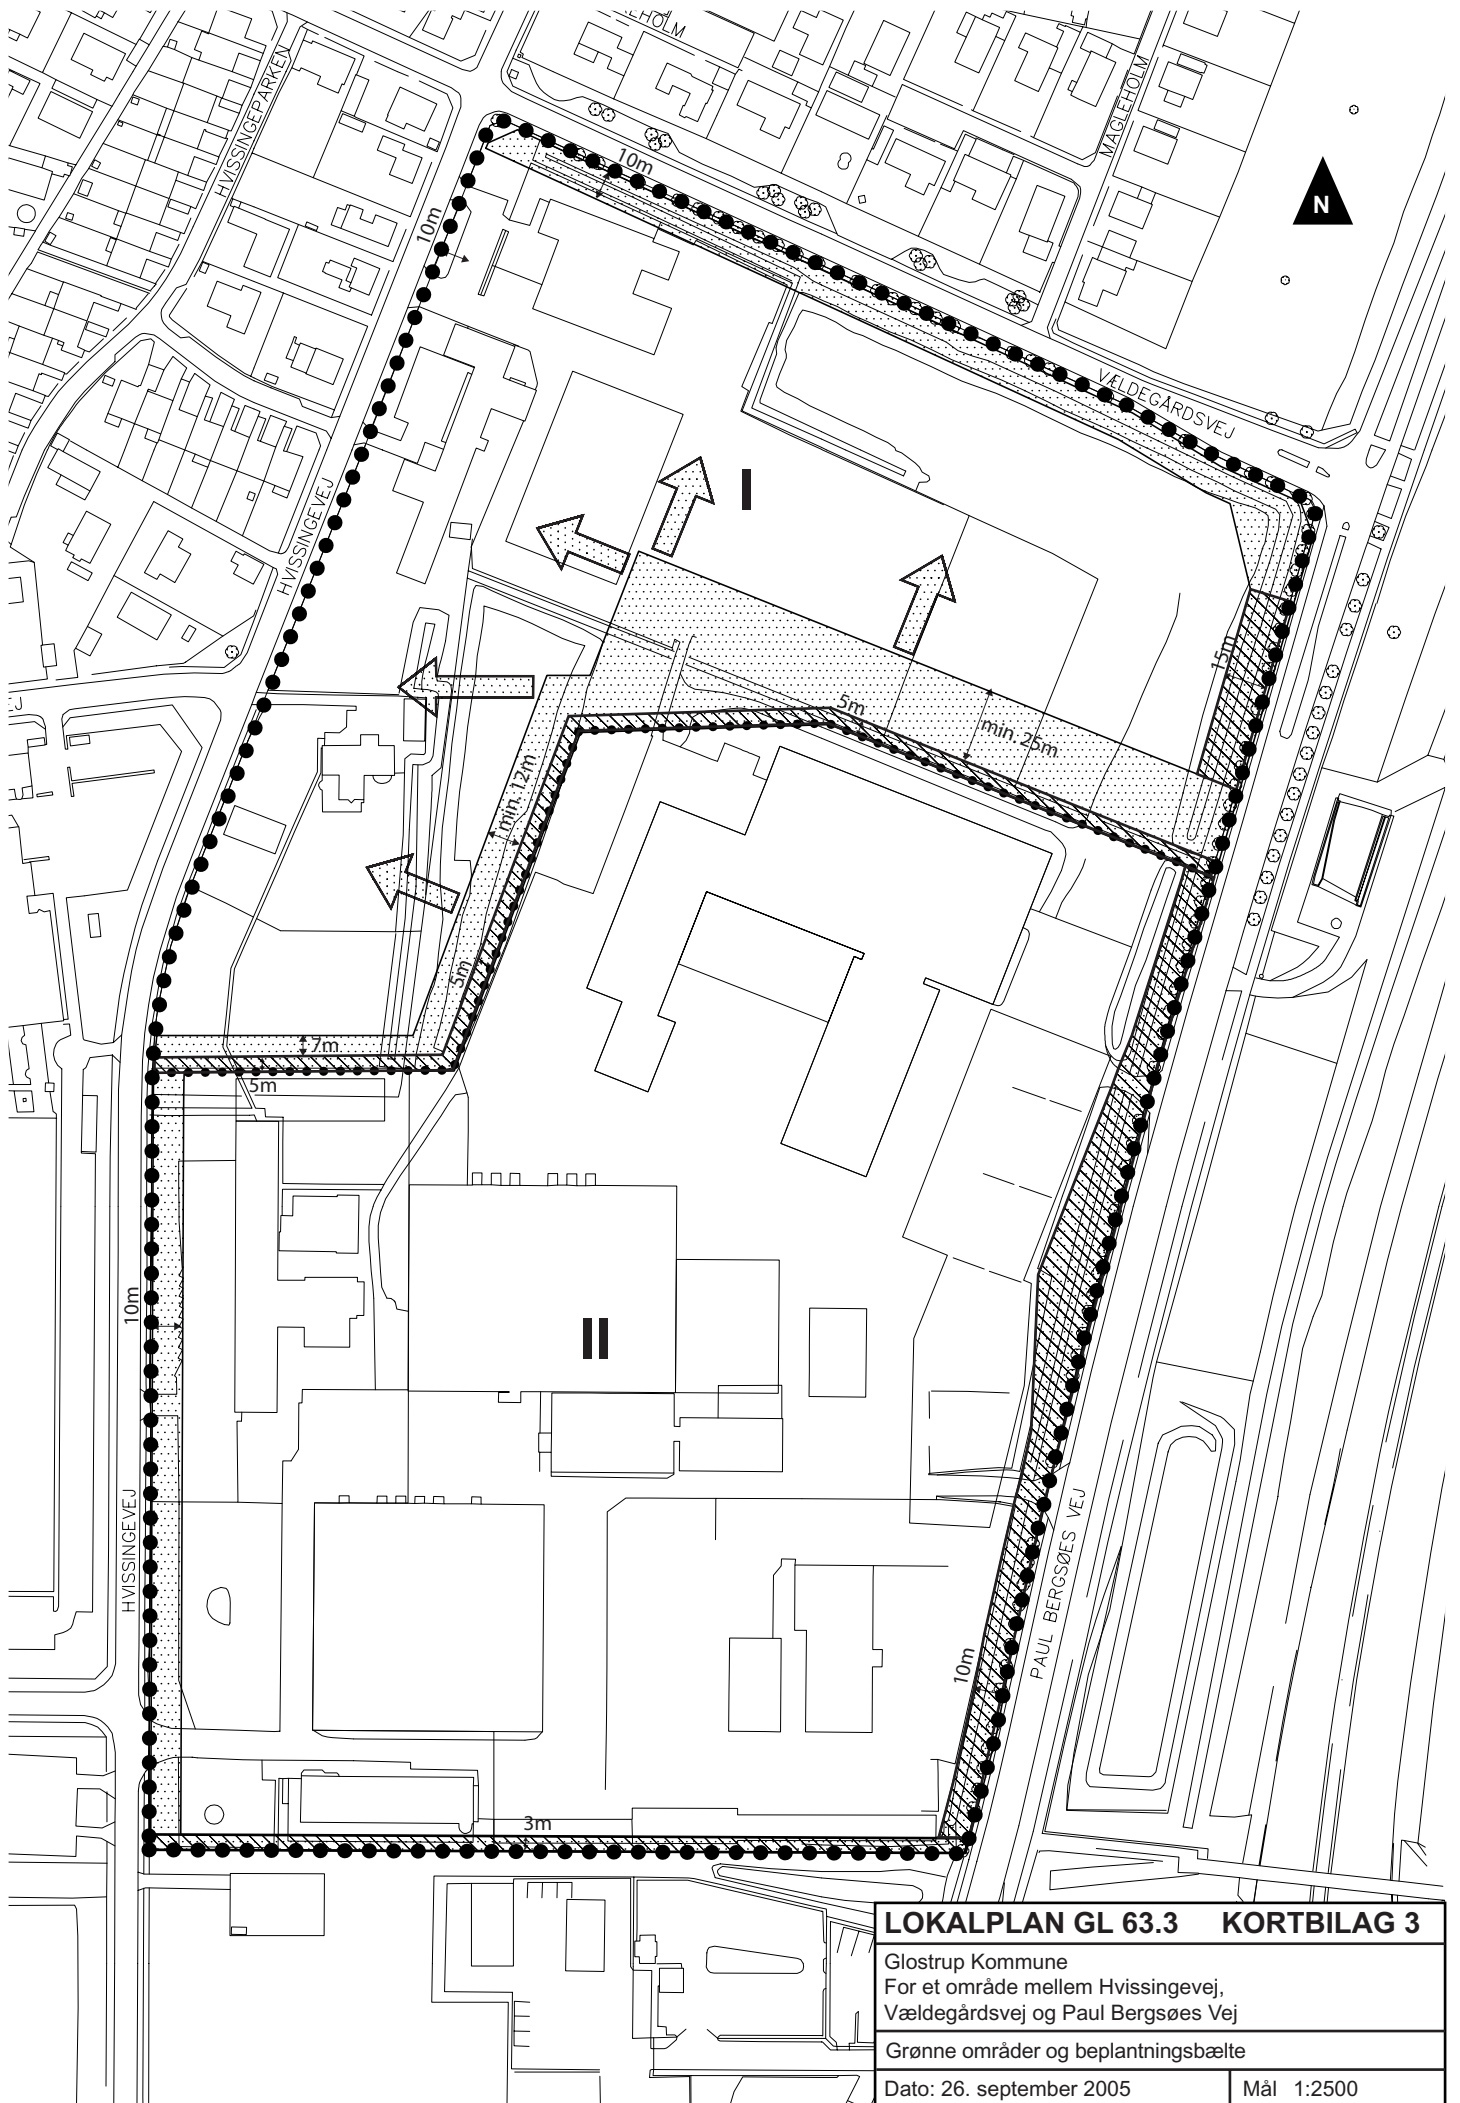 HVISSINGEPARKEN
MAGLEHOLM
N
10m
10m
VÆLDEGÅRDSVEJ
HVISSINGEVEJ
I
15m
5m
min. 25m
min. 12m
5m
7m
5m
10m
II
HVISSINGEVEJ
PAUL BERGSØES VEJ
10m
3m
LOKALPLAN GL 63.3 KORTBILAG 3
Glostrup Kommune
For et område mellem Hvissingevej,
Vældegårdsvej og Paul Bergsøes Vej
Grønne områder og beplantningsbælte
Dato: 26. september 2005 Mål 1:2500